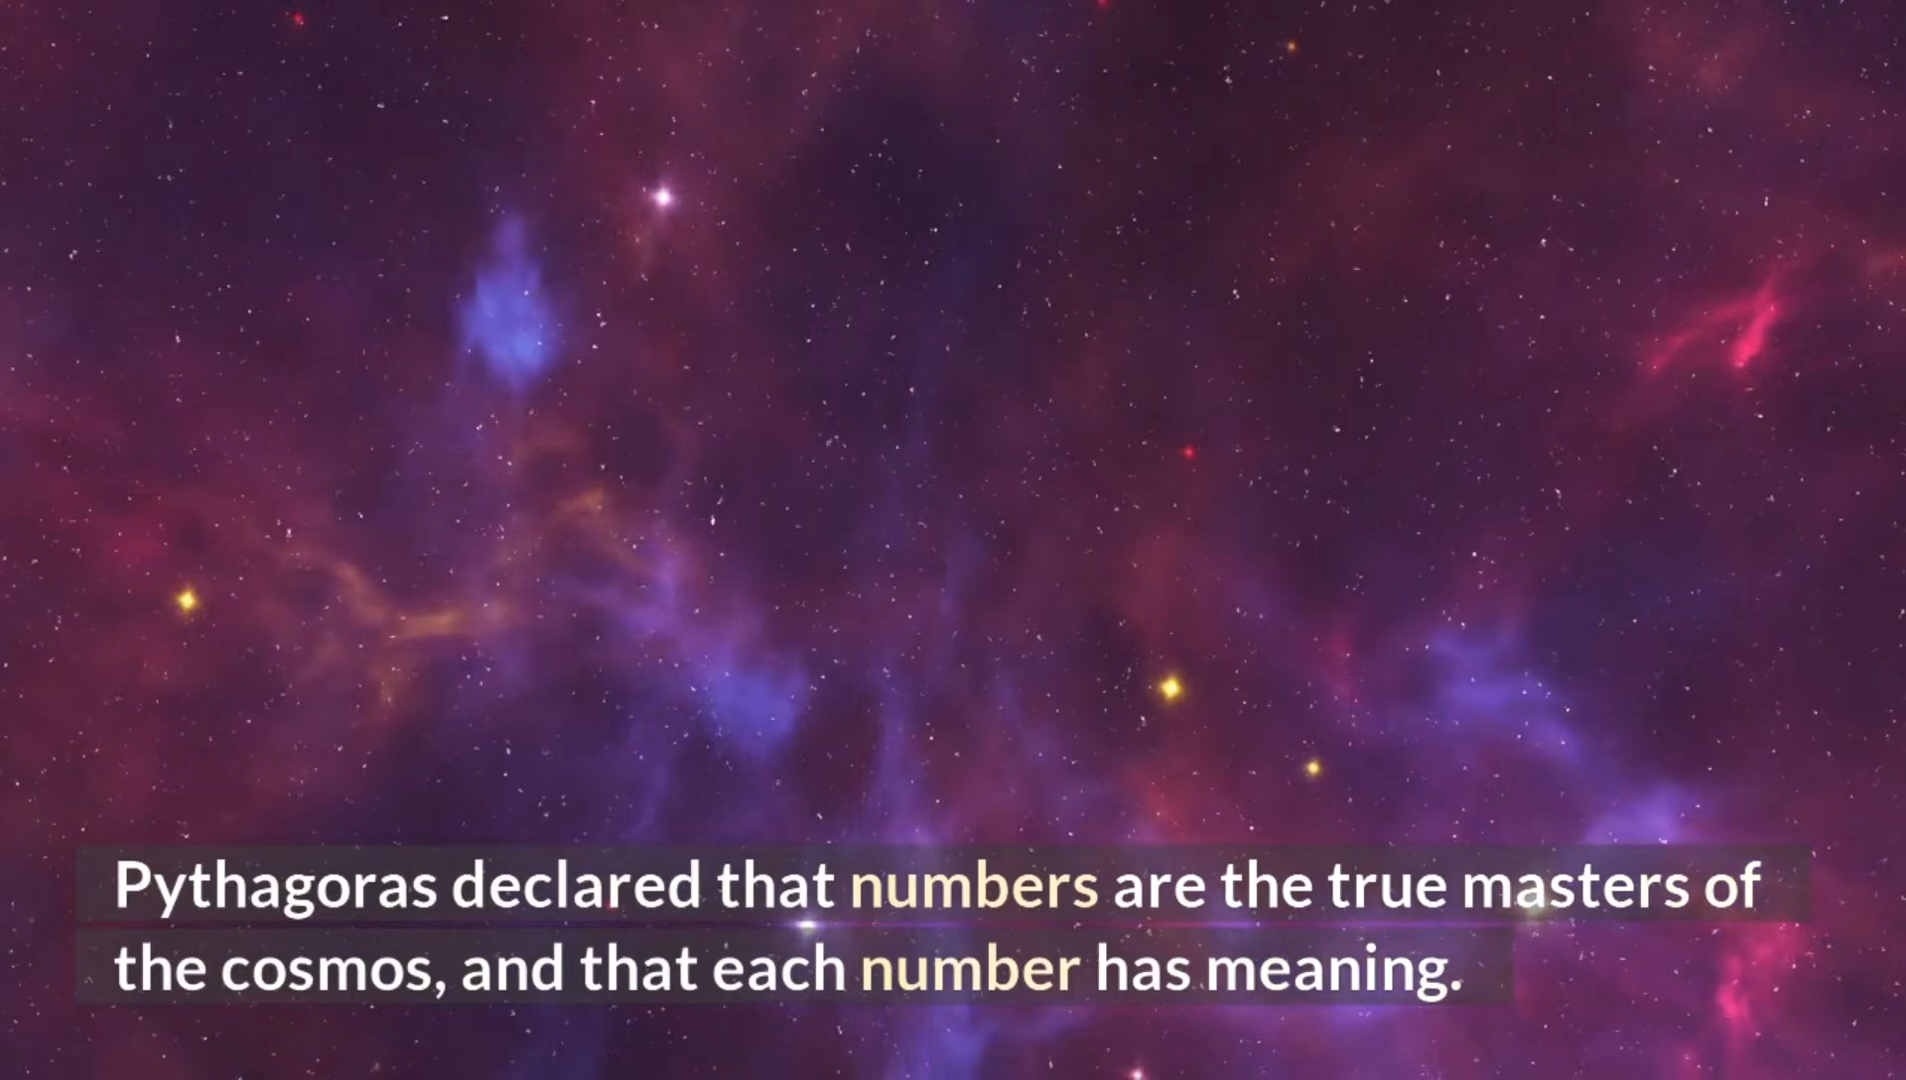 Pythagoras declared that numbers are the true masters of
the cosmos, and that each number has meaning.